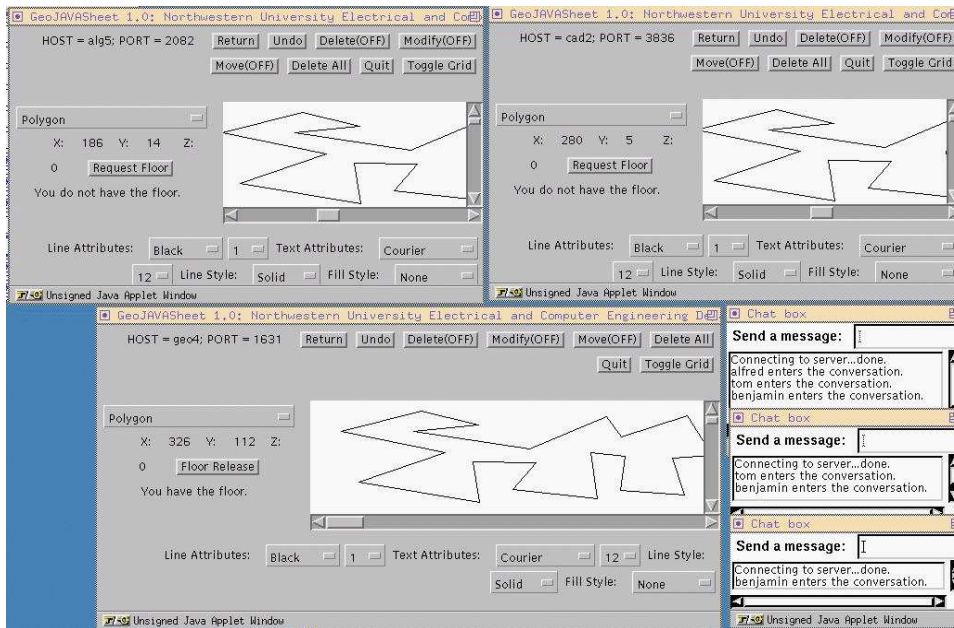 GeoJAVASheet 1.0: Northwestern University Electrical and Co
HOST = alg5; PORT = 2082 Return Undo Delete(OFF) Modify(OFF)
Move(OFF) Delete All Quit Toggle Grid
Polygon
X: 186 Y: 14 Z:
0 Request Floor
You do not have the floor.
Line Attributes: Black 1 Text Attributes: Courier
12 Line Style: Solid Fill Style: None
Unsigned Java Applet Window
GeoJAVASheet 1.0: Northwestern University Electrical and Co
HOST = cad2; PORT = 3836 Return Undo Delete(OFF) Modify(OFF)
Move(OFF) Delete All Quit Toggle Grid
Polygon
X: 280 Y: 5 Z:
0 Request Floor
You do not have the floor.
Line Attributes: Black 1 Text Attributes: Courier
12 Line Style: Solid Fill Style: None
Unsigned Java Applet Window
GeoJAVASheet 1.0: Northwestern University Electrical and Computer Engineering De
HOST = geo4; PORT = 1631 Return Undo Delete(OFF) Modify(OFF) Move(OFF) Delete All
Quit Toggle Grid
Polygon
X: 326 Y: 112 Z:
0 Floor Release
You have the floor.
Line Attributes: Black 1 Text Attributes: Courier 12 Line Style:
Solid Fill Style: None
Unsigned Java Applet Window
Chat box
Send a message:
Connecting to server...done.
alfred enters the conversation.
tom enters the conversation.
benjamin enters the conversation.
Chat box
Send a message:
Connecting to server...done.
tom enters the conversation.
benjamin enters the conversation.
Chat box
Send a message:
Connecting to server...done.
benjamin enters the conversation.
Unsigned Java Applet Window